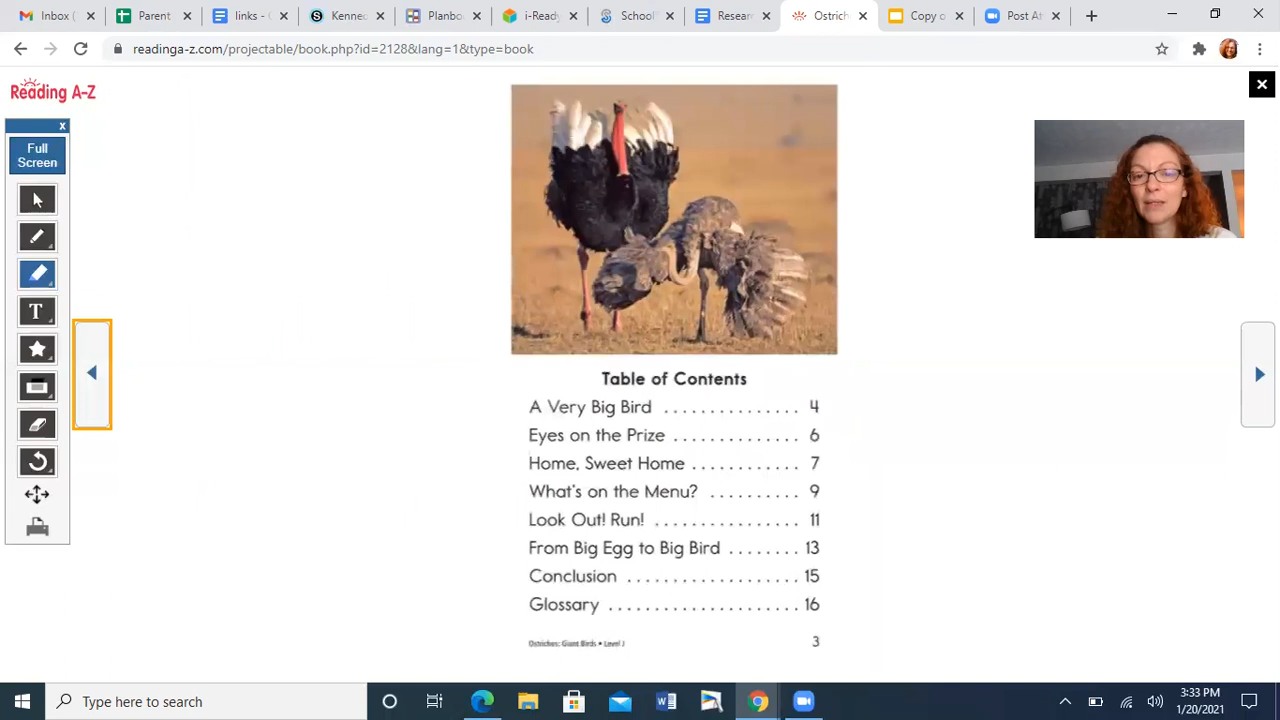 Inbox (
Parent
links - 
Kenne
Planbo
i-Ready
School
Resear
Ostrich
Copy o
Post A
readinga-z.com/projectable/book.php?id=2128&lang=1&type=book
Reading A-Z
x
Full
Screen
T
Table of Contents
A Very Big Bird . . . . . . . . . . . . . . . 4
Eyes on the Prize . . . . . . . . . . . . . . 6
Home, Sweet Home . . . . . . . . . . . . 7
What's on the Menu? . . . . . . . . . . 9
Look Out! Run! . . . . . . . . . . . . . . . . 11
From Big Egg to Big Bird . . . . . . . . 13
Conclusion . . . . . . . . . . . . . . . . . . . 15
Glossary . . . . . . . . . . . . . . . . . . . . . 16
Ostriches: Giant Birds • Level J 3
Type here to search
3:33 PM
1/20/2021